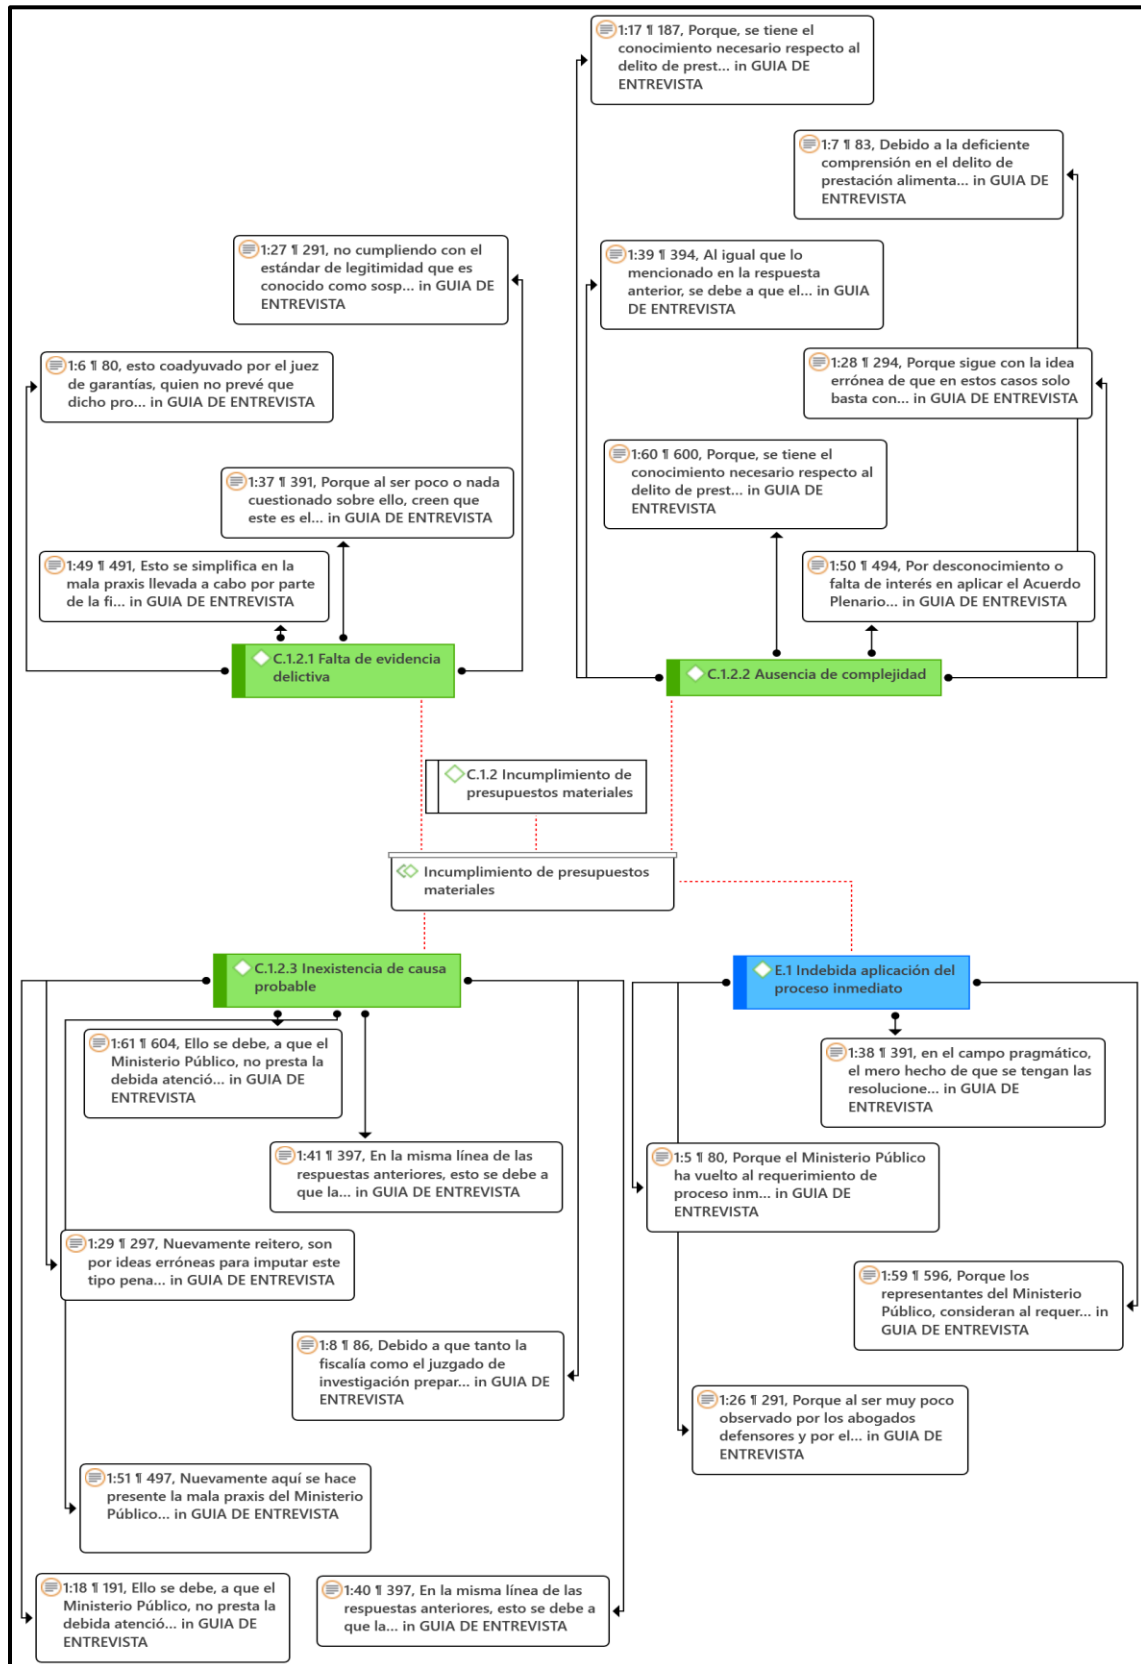 1:17 ¶ 187, Porque, se tiene el
conocimiento necesario respecto al
delito de prest... in GUIA DE
ENTREVISTA
1:7 ¶ 83, Debido a la deficiente
comprensión en el delito de
prestación alimenta... in GUIA DE
ENTREVISTA
1:27 ¶ 291, no cumpliendo con el
estándar de legitimidad que es
conocido como sosp... in GUIA DE
ENTREVISTA
1:39 ¶ 394, Al igual que lo
mencionado en la respuesta
anterior, se debe a que el... in GUIA
DE ENTREVISTA
1:6 ¶ 80, esto coadyuvado por el juez
de garantías, quien no prevé que
dicho pro... in GUIA DE ENTREVISTA
1:28 ¶ 294, Porque sigue con la idea
errónea de que en estos casos solo
basta con... in GUIA DE
ENTREVISTA
1:37 ¶ 391, Porque al ser poco o nada
cuestionado sobre ello, creen que
este es el... in GUIA DE ENTREVISTA
1:60 ¶ 600, Porque, se tiene el
conocimiento necesario respecto al
delito de prest... in GUIA DE
ENTREVISTA
1:49 ¶ 491, Esto se simplifica en la
mala praxis llevada a cabo por parte
de la fi... in GUIA DE ENTREVISTA
1:50 ¶ 494, Por desconocimiento o
falta de interés en aplicar el Acuerdo
Plenario... in GUIA DE
ENTREVISTA
C.1.2.1 Falta de evidencia
delictiva
C.1.2.2 Ausencia de complejidad
C.1.2 Incumplimiento de
presupuestos materiales
Incumplimiento de presupuestos
materiales
C.1.2.3 Inexistencia de causa
probable
E.1 Indebida aplicación del
proceso inmediato
1:61 ¶ 604, Ello se debe, a que el
Ministerio Público, no presta la
debida atenció... in GUIA DE
ENTREVISTA
1:38 ¶ 391, en el campo pragmático,
el mero hecho de que se tengan las
resolucione... in GUIA DE
ENTREVISTA
1:41 ¶ 397, En la misma línea de las
respuestas anteriores, esto se debe a
que la... in GUIA DE ENTREVISTA
1:5 ¶ 80, Porque el Ministerio Público
ha vuelto al requerimiento de
proceso inm... in GUIA DE
ENTREVISTA
1:29 ¶ 297, Nuevamente reitero, son
por ideas erróneas para imputar este
tipo pena... in GUIA DE ENTREVISTA
1:59 ¶ 596, Porque los
representantes del Ministerio
Público, consideran al requer... in
GUIA DE ENTREVISTA
1:8 ¶ 86, Debido a que tanto la
fiscalía como el juzgado de
investigación prepar... in GUIA DE
ENTREVISTA
1:26 ¶ 291, Porque al ser muy poco
observado por los abogados
defensores y por el... in GUIA DE
ENTREVISTA
1:51 ¶ 497, Nuevamente aquí se hace
presente la mala praxis del Ministerio
Público... in GUIA DE ENTREVISTA
1:18 ¶ 191, Ello se debe, a que el
Ministerio Público, no presta la
debida atenció... in GUIA DE
ENTREVISTA
1:40 ¶ 397, En la misma línea de las
respuestas anteriores, esto se debe a
que la... in GUIA DE ENTREVISTA